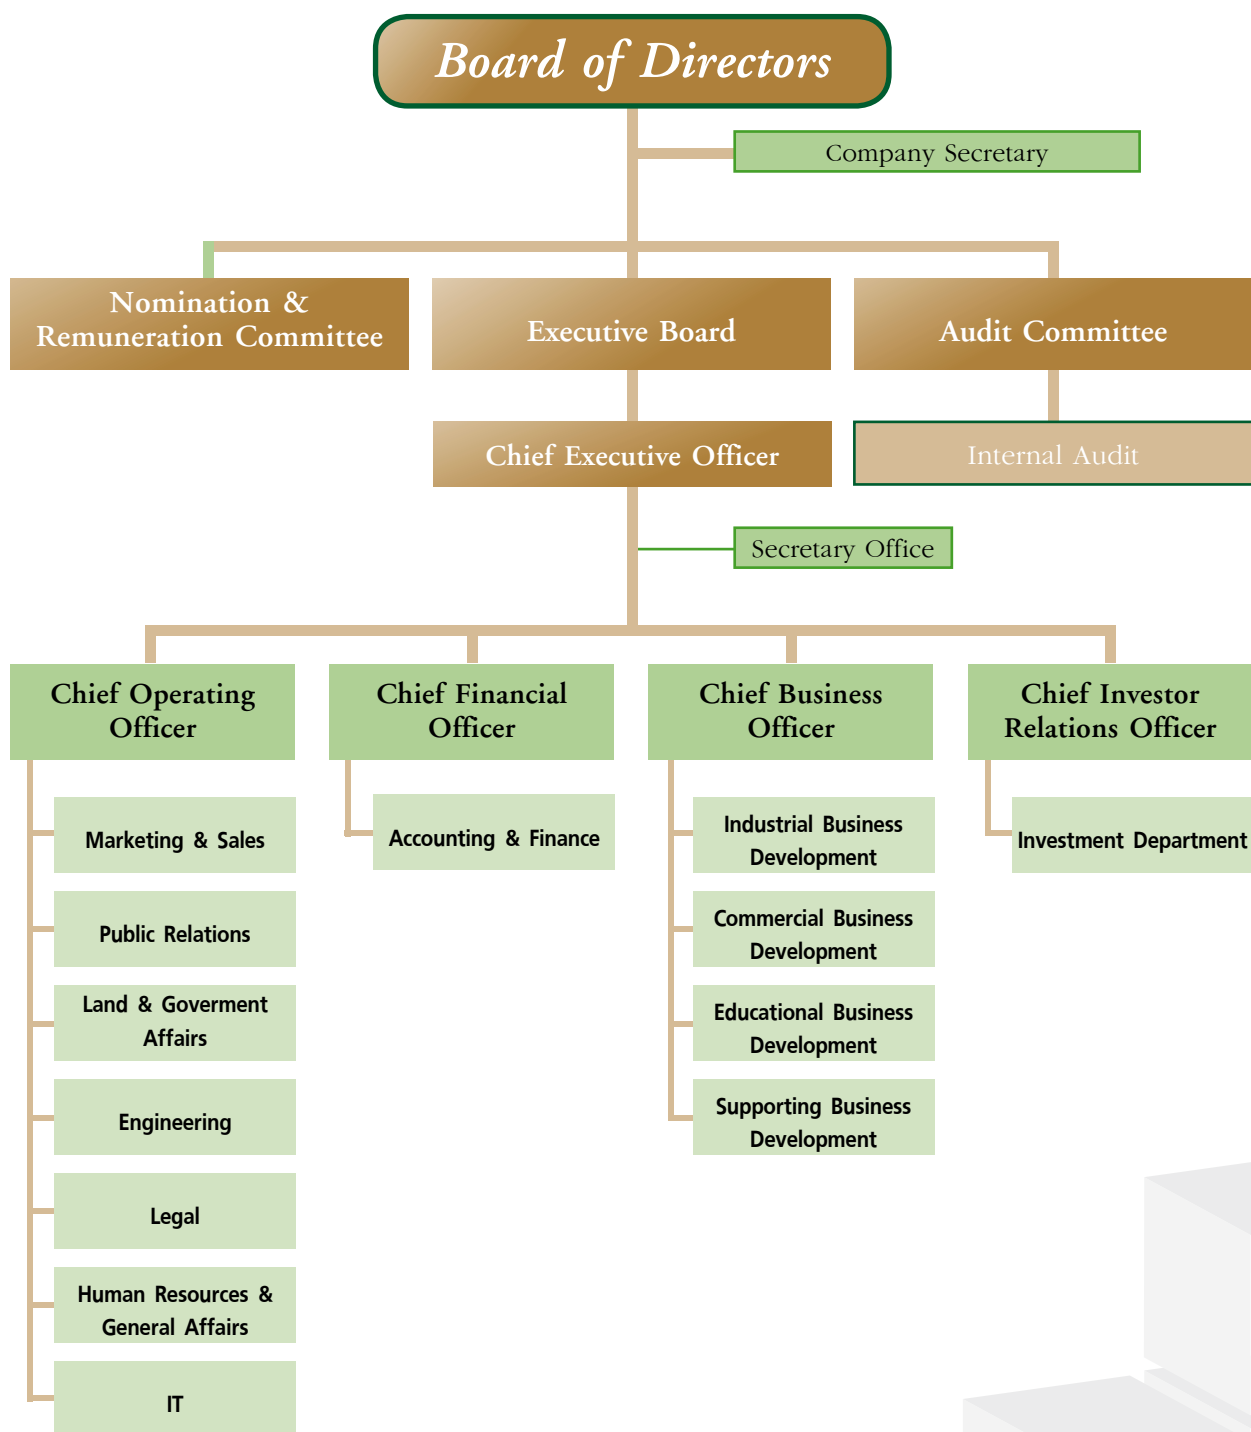 Board of Directors
Company Secretary
Nomination &
Remuneration Committee
Executive Board
Audit Committee
Chief Executive Officer
Internal Audit
Secretary Office
Chief Operating
Officer
Chief Financial
Officer
Chief Business
Officer
Chief Investor
Relations Officer
Marketing & Sales
Public Relations
Land & Goverment
Affairs
Engineering
Legal
Human Resources &
General Affairs
IT
Accounting & Finance
Industrial Business
Development
Commercial Business
Development
Educational Business
Development
Supporting Business
Development
Investment Department